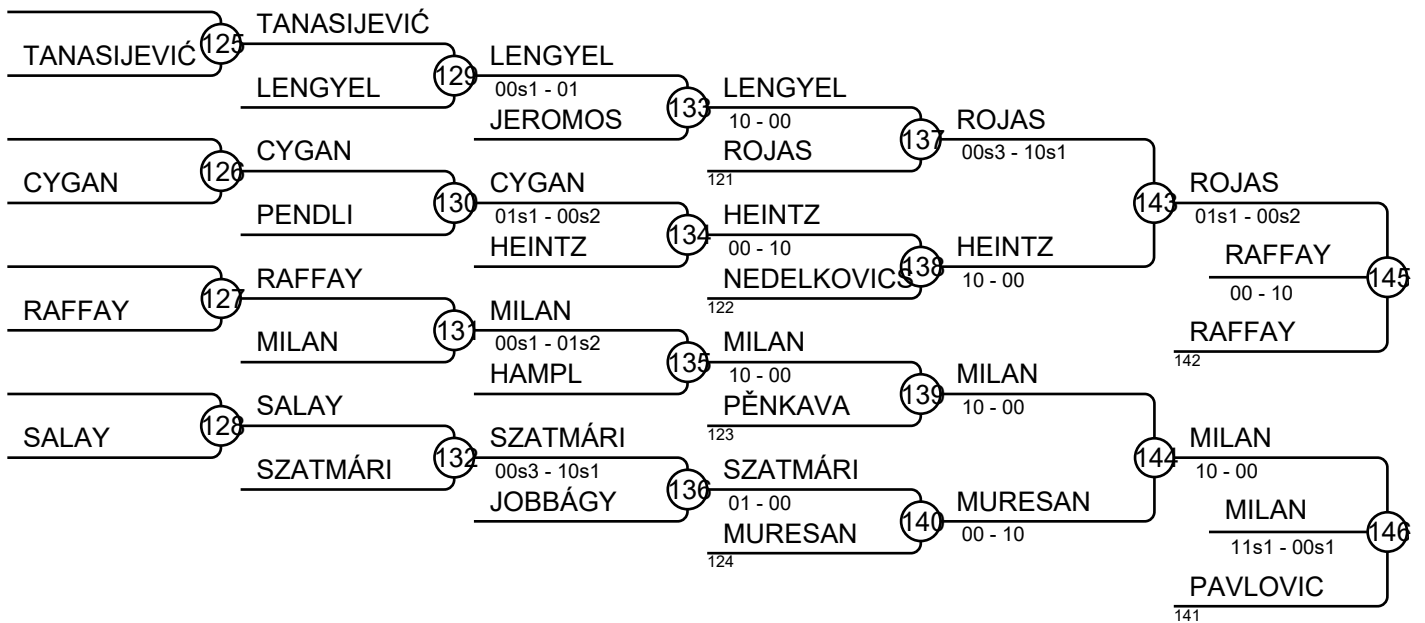 TANASIJEVIĆ
125
TANASIJEVIĆ
LENGYEL
129
LENGYEL
00s1 - 01
JEROMOS
133
LENGYEL
10 - 00
ROJAS
121
137
ROJAS
00s3 - 10s1
CYGAN
126
CYGAN
PENDLI
130
CYGAN
01s1 - 00s2
HEINTZ
134
HEINTZ
00 - 10
NEDELKOVICS
122
138
HEINTZ
10 - 00
143
ROJAS
01s1 - 00s2
RAFFAY
00 - 10
145
RAFFAY
142
RAFFAY
127
RAFFAY
MILAN
131
MILAN
00s1 - 01s2
HAMPL
135
MILAN
10 - 00
PĚNKAVA
123
139
MILAN
10 - 00
SALAY
128
SALAY
SZATMÁRI
132
SZATMÁRI
00s3 - 10s1
JOBBÁGY
136
SZATMÁRI
01 - 00
MURESAN
124
140
MURESAN
00 - 10
144
MILAN
10 - 00
MILAN
11s1 - 00s1
146
PAVLOVIC
141